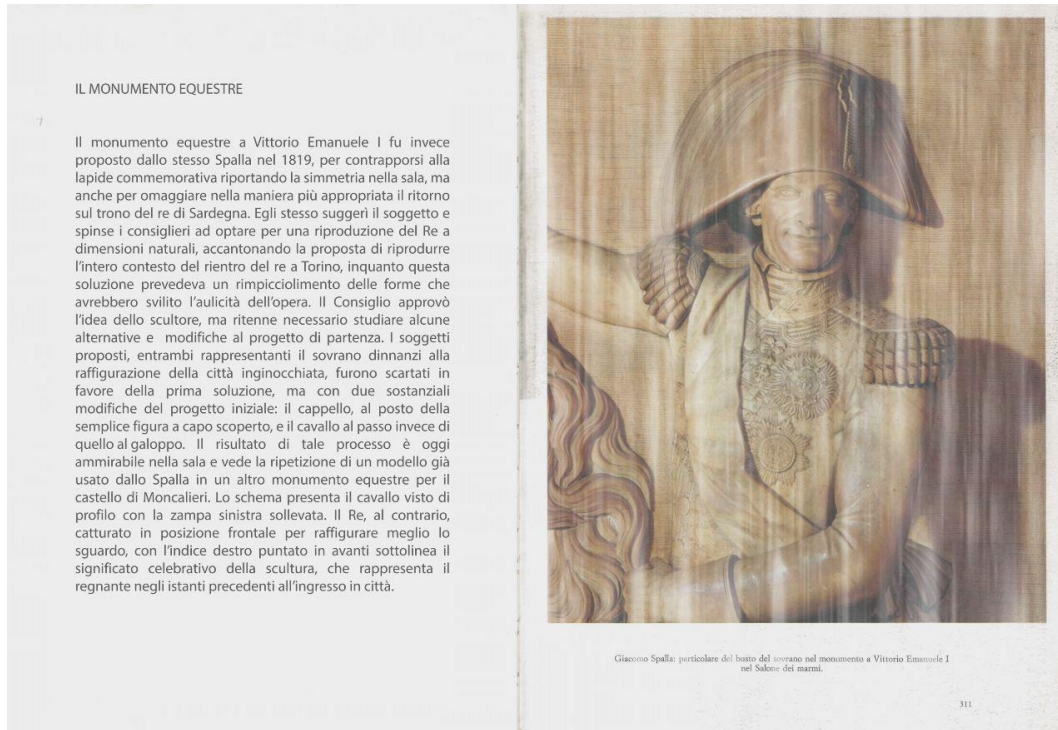 IL MONUMENTO EQUESTRE
Il monumento equestre a Vittorio Emanuele I fu invece
proposto dallo stesso Spalla nel 1819, per contrapporsi alla
lapide commemorativa riportando la simmetria nella sala, ma
anche per omaggiare nella maniera più appropriata il ritorno
sul trono del re di Sardegna. Egli stesso suggerì il soggetto e
spinse i consiglieri ad optare per una riproduzione del Re a
dimensioni naturali, accantonando la proposta di riprodurre
l'intero contesto del rientro del re a Torino, inquanto questa
soluzione prevedeva un rimpicciolimento delle forme che
avrebbero svilito l'aulicità dell'opera. Il Consiglio approvò
l'idea dello scultore, ma ritenne necessario studiare alcune
alternative e modifiche al progetto di partenza. I soggetti
proposti, entrambi rappresentanti il sovrano dinnanzi alla
raffigurazione della città inginocchiata, furono scartati in
favore della prima soluzione, ma con due sostanziali
modifiche del progetto iniziale: il cappello, al posto della
semplice figura a capo scoperto, e il cavallo al passo invece di
quello al galoppo. Il risultato di tale processo è oggi
ammirabile nella sala e vede la ripetizione di un modello già
usato dallo Spalla in un altro monumento equestre per il
castello di Moncalieri. Lo schema presenta il cavallo visto di
profilo con la zampa sinistra sollevata. Il Re, al contrario,
catturato in posizione frontale per raffigurare meglio lo
sguardo, con l'indice destro puntato in avanti sottolinea il
significato celebrativo della scultura, che rappresenta il
regnante negli istanti precedenti all'ingresso in città.
Giacomo Spalla: particolare del busto del sovrano nel monumento a Vittorio Emanuele I
nel Salone dei marmi.
311